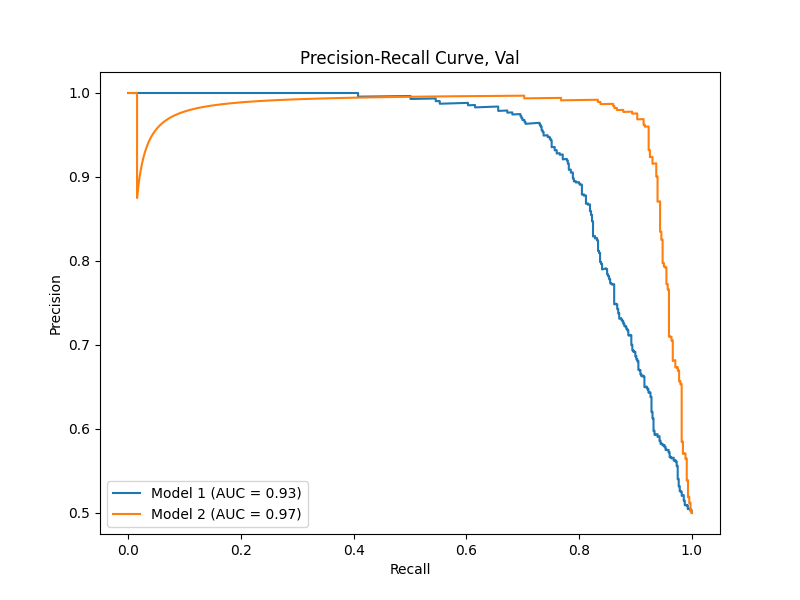 Precision-Recall Curve, Val
1.0
0.9
0.8
0.7
0.6
0.5
Precision
Model 1 (AUC = 0.93)
Model 2 (AUC = 0.97)
0.0 0.2 0.4 0.6 0.8 1.0
Recall